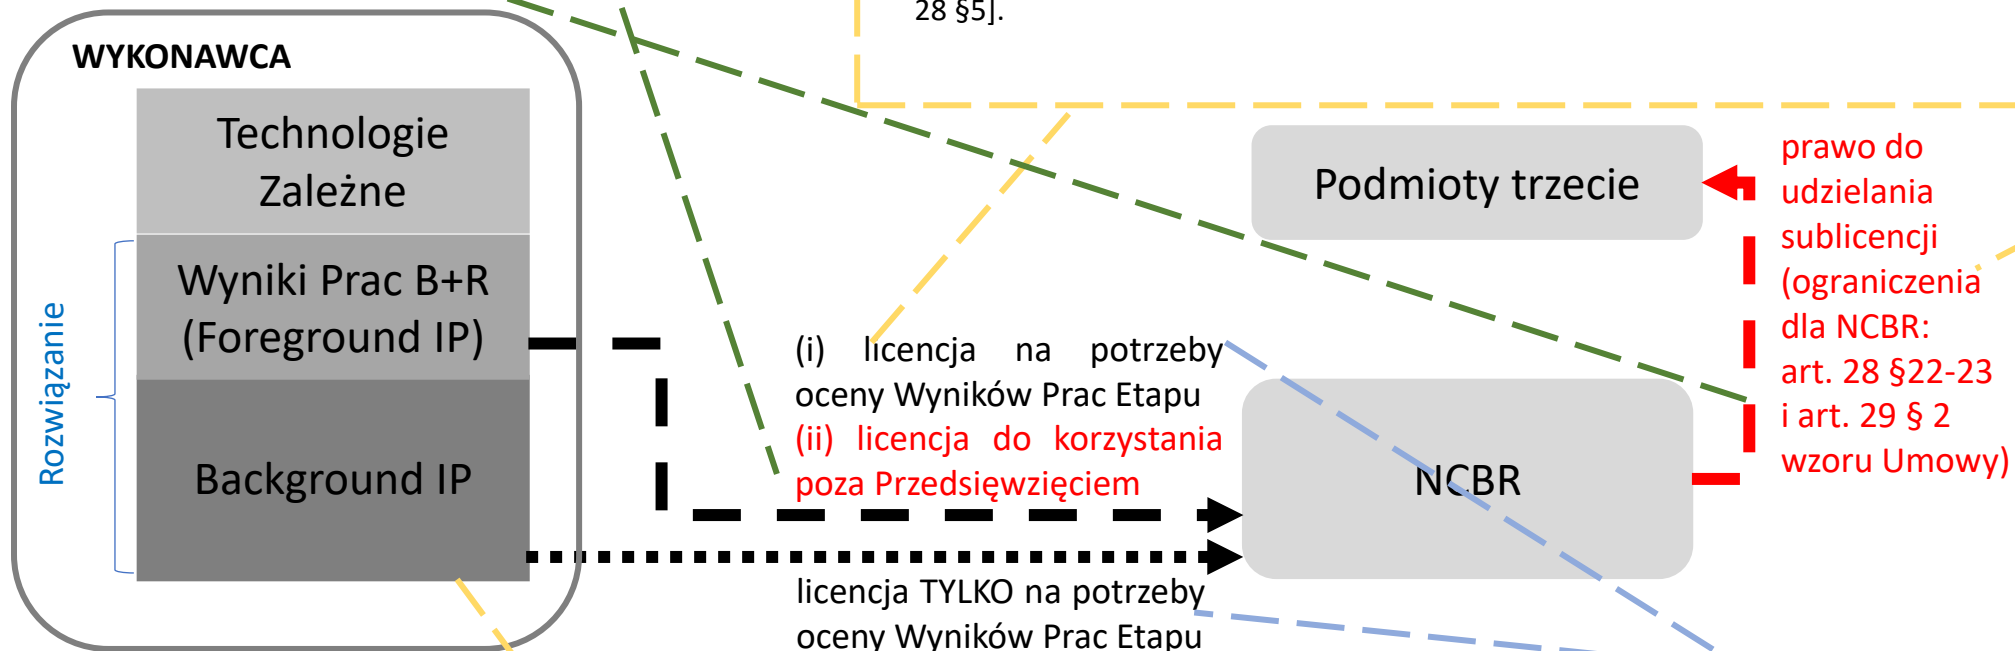 28 §5].
WYKONAWCA
Technologie
Zależne
Wyniki Prac B+R
(Foreground IP)
Background IP
Rozwiązanie
(i) licencja na potrzeby
oceny Wyników Prac Etapu
(ii) licencja do korzystania
poza Przedsięwzięciem
licencja TYLKO na potrzeby
oceny Wyników Prac Etapu
Podmioty trzecie
NCBR
prawo do
udzielania
sublicencji
(ograniczenia
dla NCBR:
art. 28 §22-23
i art. 29 § 2
wzoru Umowy)